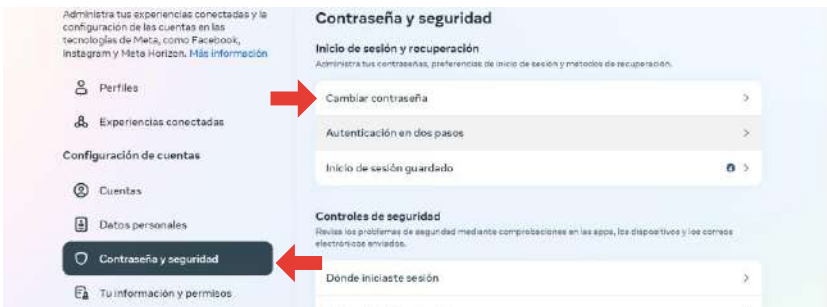 Administra tus experiencias conectadas y la
configuración de las cuentas en las
tecnologías de Meta, como Facebook,
Instagram y Meta Horizon. Más información
Perfiles
Experiencias conectadas
Configuración de cuentas
Cuentas
Datos personales
Contraseña y seguridad
Tu información y permisos
Contraseña y seguridad
Inicio de sesión y recuperación
Administra tus contraseñas, preferencias de inicio de sesión y métodos de recuperación.
Cambiar contraseña
Autenticación en dos pasos
Inicio de sesión guardado
Controles de seguridad
Revisa los problemas de seguridad mediante comprobaciones en las apps, los dispositivos y los correos
electrónicos enviados.
Dónde iniciaste sesión